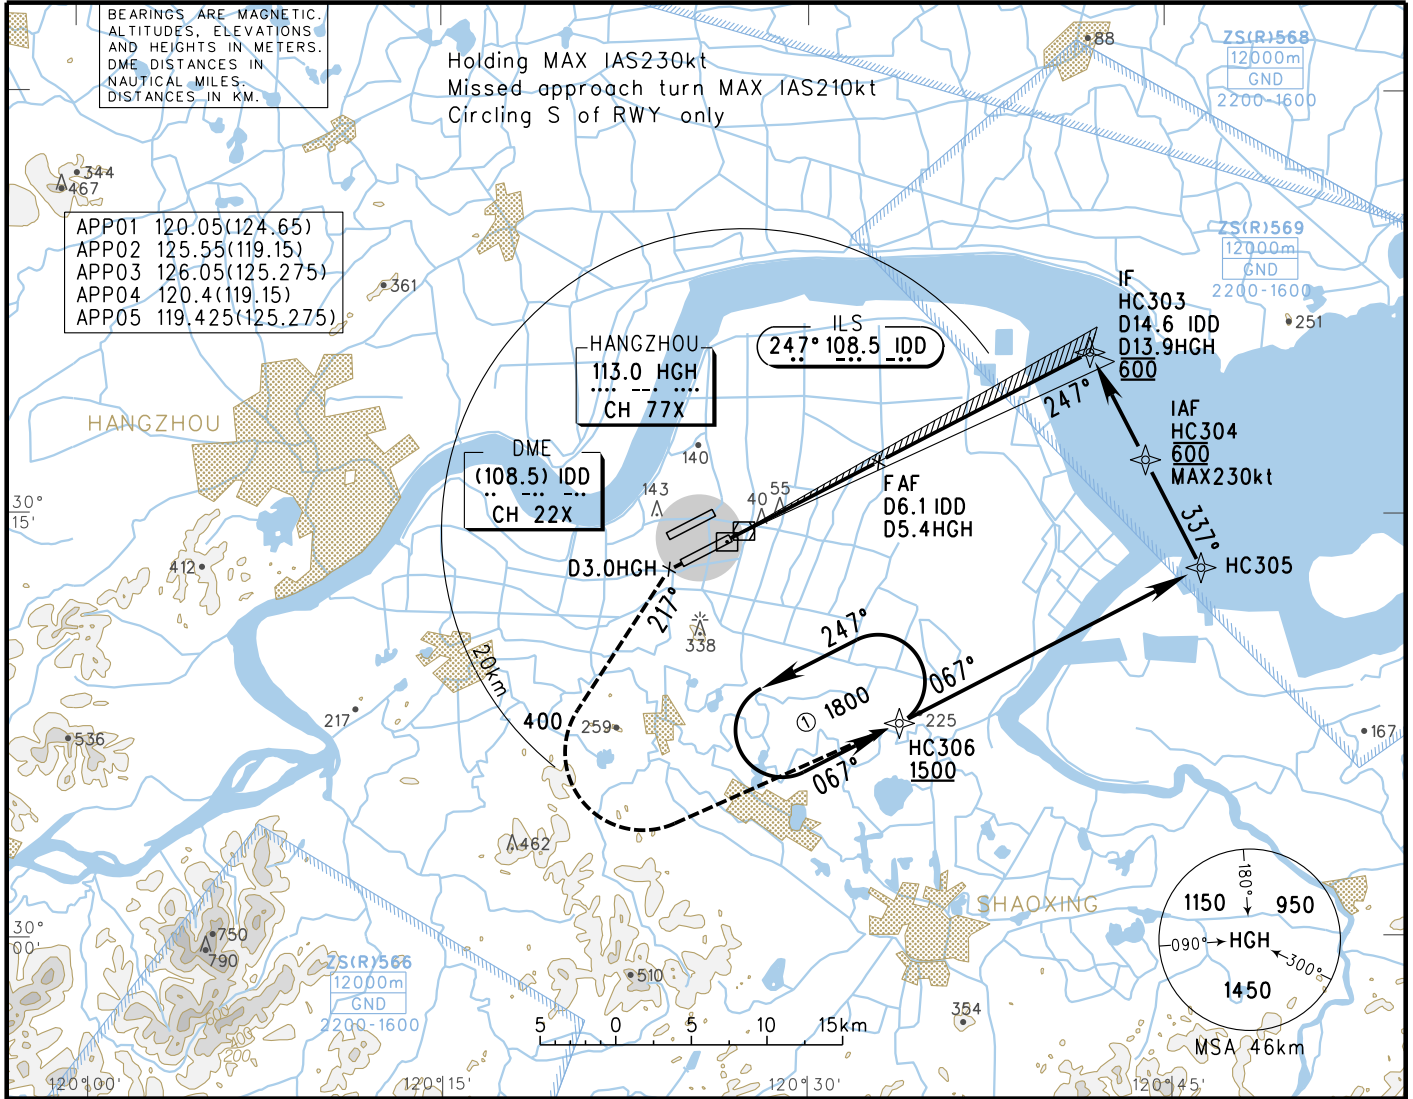 BEARINGS ARE MAGNETIC.
ALTITUDES, ELEVATIONS
AND HEIGHTS IN METERS.
DME DISTANCES IN
NAUTICAL MILES.
DISTANCES IN KM.
Holding MAX IAS230kt
Missed approach turn MAX IAS210kt
Circling S of RWY only
88
ZS(R)568
12000m
GND
2200-1600
344
467
APP01 120.05(124.65)
APP02 125.55(119.15)
APP03 126.05(125.275)
APP04 120.4(119.15)
APP05 119.425(125.275)
361
ZS(R)569
12000m
GND
2200-1600
251
IF
HC303
D14.6 IDD
D13.9HGH
600
ILS
247° 108.5 IDD
HANGZHOU
113.0 HGH
CH 77X
247°
HANGZHOU
IAF
HC304
600
MAX230kt
DME
(108.5) IDD
CH 22X
140
143
40
55
FAF
D6.1 IDD
D5.4HGH
30°
15'
337°
412
D3.0HGH
HC305
217°
338
247°
20km
067°
217
400
259
① 1800
225
HC306
1500
067°
536
167
462
SHAOXING
180°
1150
950
090°
HGH
300°
1450
MSA 46km
30°
00'
750
790
ZS(R)566
12000m
GND
2200-1600
510
354
5 0 5 10 15km
400
200
120°00'
120°15'
120°30'
120°45'